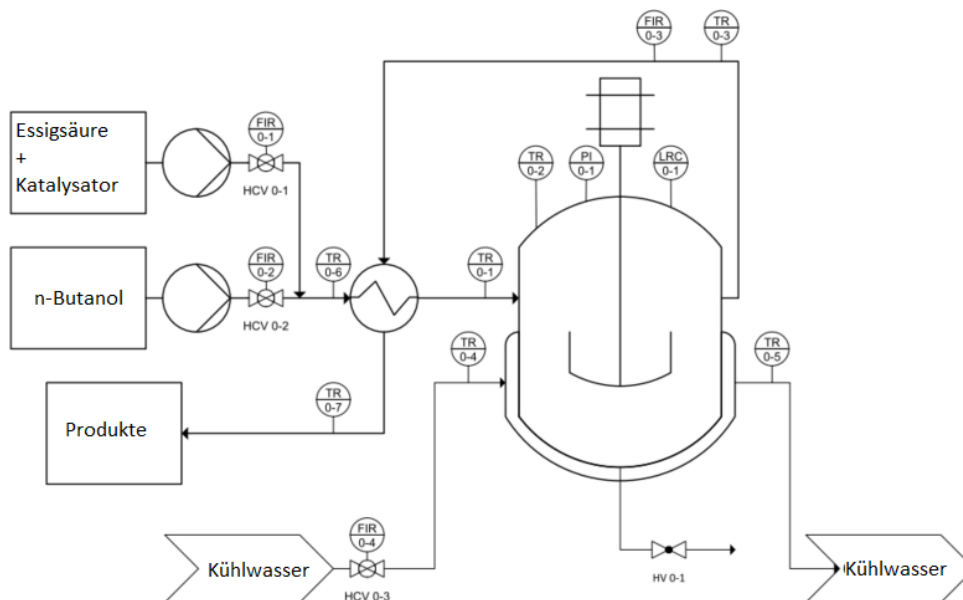 FIR
0-3
TR
0-3
Essigsäure
+
Katalysator
FIR
0-1
HCV 0-1
TR
0-2
PI
0-1
LRC
0-1
n-Butanol
FIR
0-2
HCV 0-2
TR
0-6
TR
0-1
TR
0-4
TR
0-5
Produkte
TR
0-7
Kühlwasser
FIR
0-4
HCV 0-3
HV 0-1
Kühlwasser